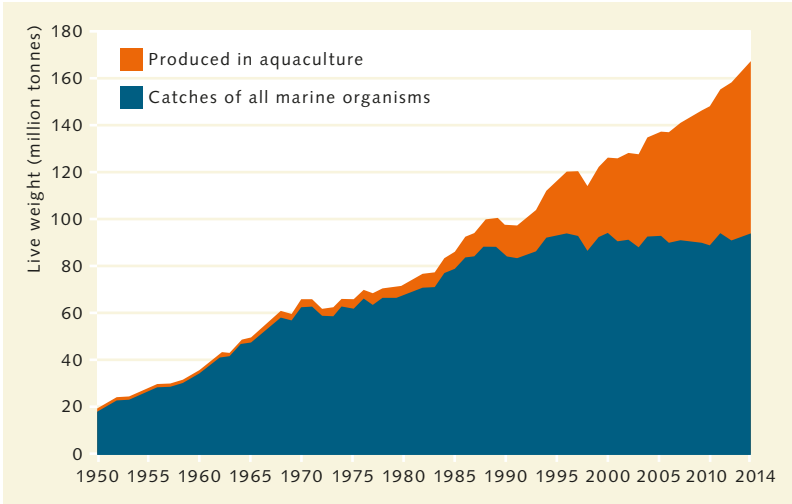 Live weight (million tonnes)
180
160
140
120
100
80
60
40
20
0
Produced in aquaculture
Catches of all marine organisms
1950 1955 1960 1965 1970 1975 1980 1985 1990 1995 2000 2005 2010 2014